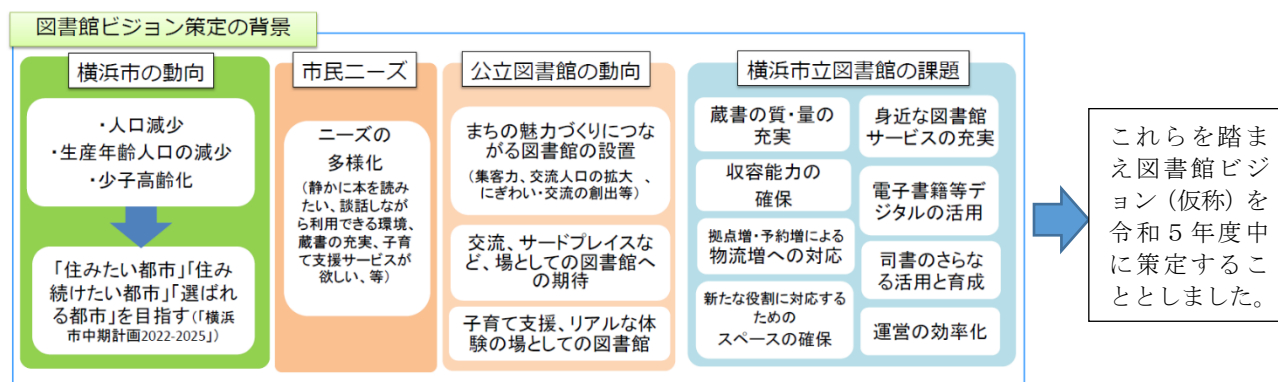 図書館ビジョン策定の背景
横浜市の動向
・人口減少
・生産年齢人口の減少
・少子高齢化
「住みたい都市」「住み
続けたい都市」「選ばれ
る都市」を目指す(「横浜
市中期計画2022-2025」)
市民ニーズ
ニーズの
多様化
(静かに本を読み
たい、談話しなが
ら利用できる環境、
蔵書の充実、子育
て支援サービスが
欲しい、等)
公立図書館の動向
まちの魅力づくりにつな
がる図書館の設置
(集客力、交流人口の拡大 、
にぎわい・交流の創出等)
交流、サードプレイスな
ど、場としての図書館へ
の期待
子育て支援、リアルな体
験の場としての図書館
横浜市立図書館の課題
蔵書の質・量の
充実
収容能力の
確保
拠点増・予約増による
物流増への対応
新たな役割に対応する
ための
スペースの確保
身近な図書館
サービスの充実
電子書籍等デ
ジタルの活用
司書のさらな
る活用と育成
運営の効率化
これらを踏ま
え図書館ビジ
ョン（仮称）を
令和５年度中
に策定するこ
ととしました。